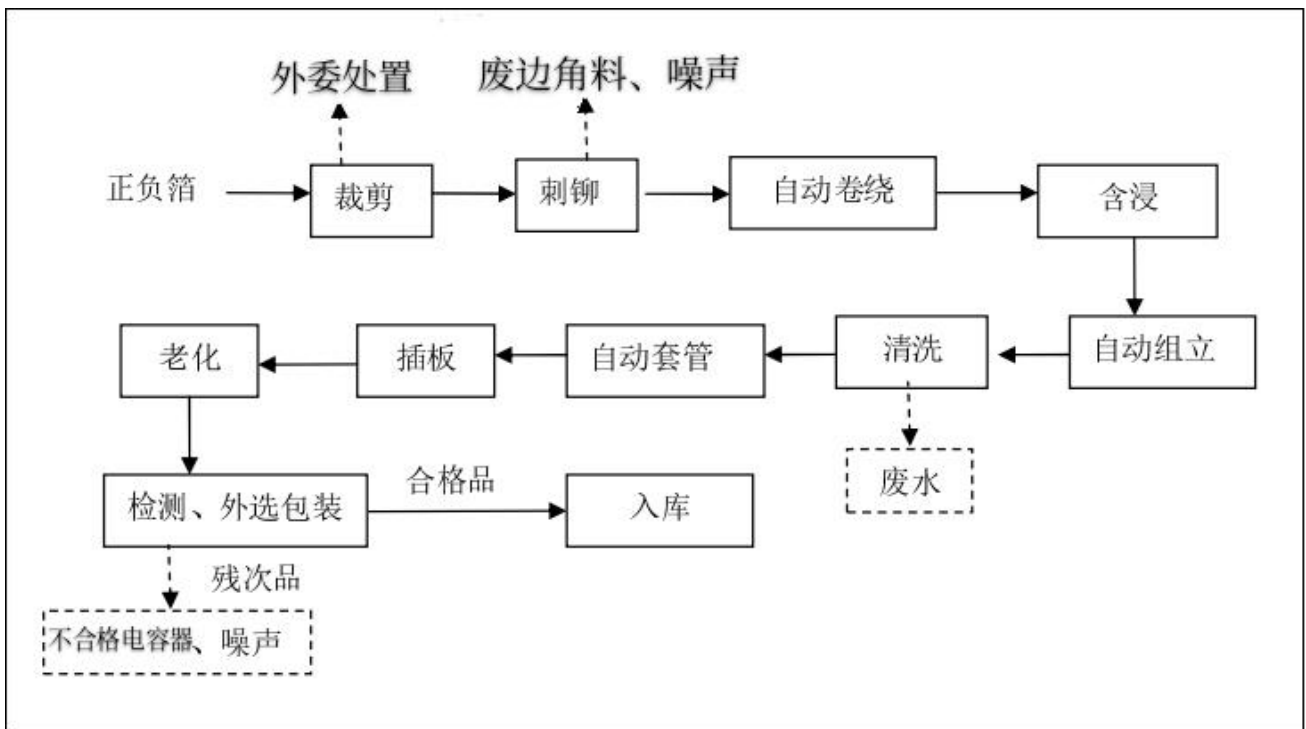 外委处置
废边角料、噪声
正负箔
裁剪
刺铆
自动卷绕
含浸
老化
插板
自动套管
清洗
自动组立
废水
检测、外选包装
合格品
入库
残次品
不合格电容器、噪声